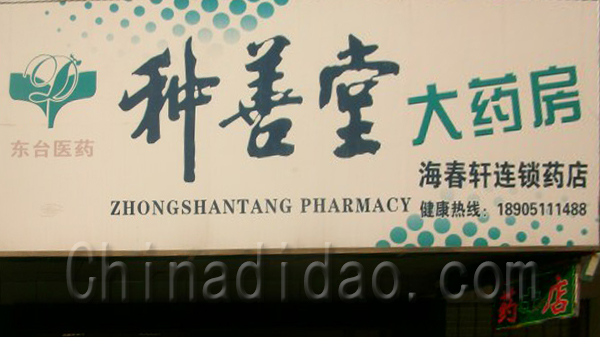 种善堂
大药房
东台医药
海春轩连锁药店
ZHONGSHANTANG PHARMACY
健康热线：18905111488
Chinadidao.com
药店